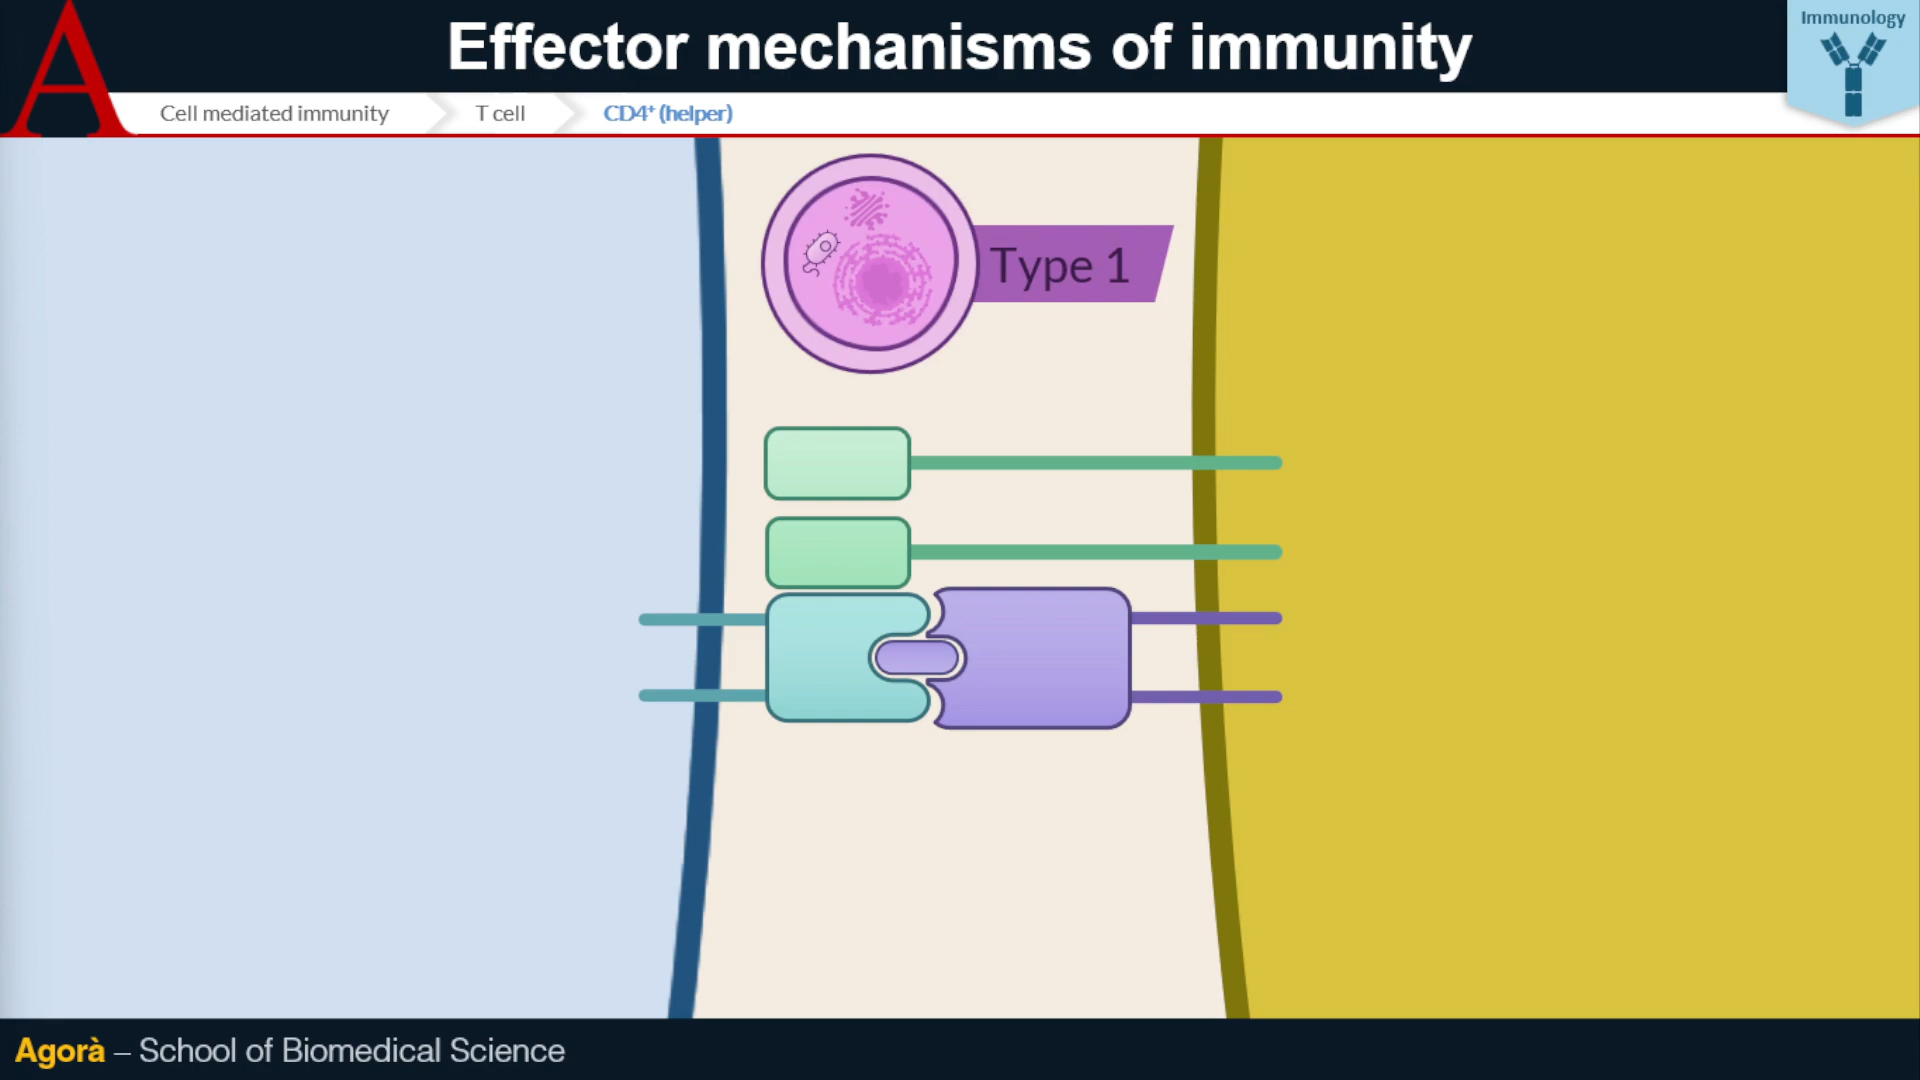 A
Effector mechanisms of immunity
Immunology
Cell mediated immunity
T cell
CD4⁺ (helper)
Type 1
Agorà – School of Biomedical Science